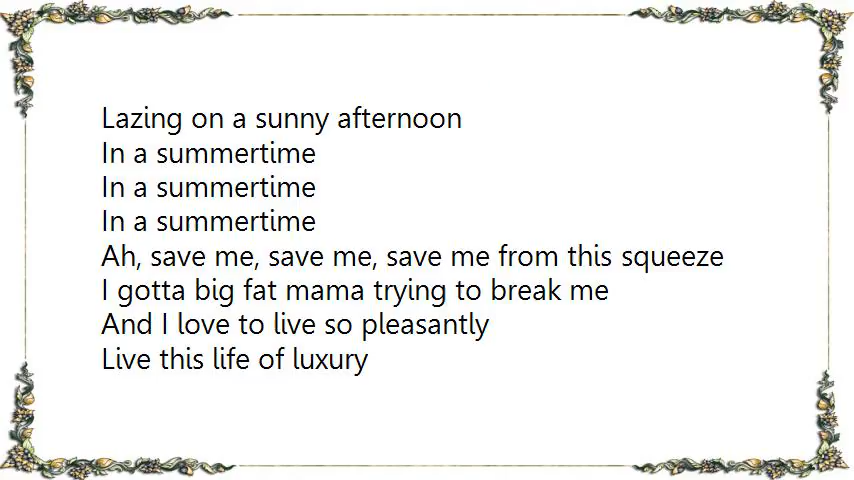 Lazing on a sunny afternoon
In a summertime
In a summertime
In a summertime
Ah, save me, save me, save me from this squeeze
I gotta big fat mama trying to break me
And I love to live so pleasantly
Live this life of luxury